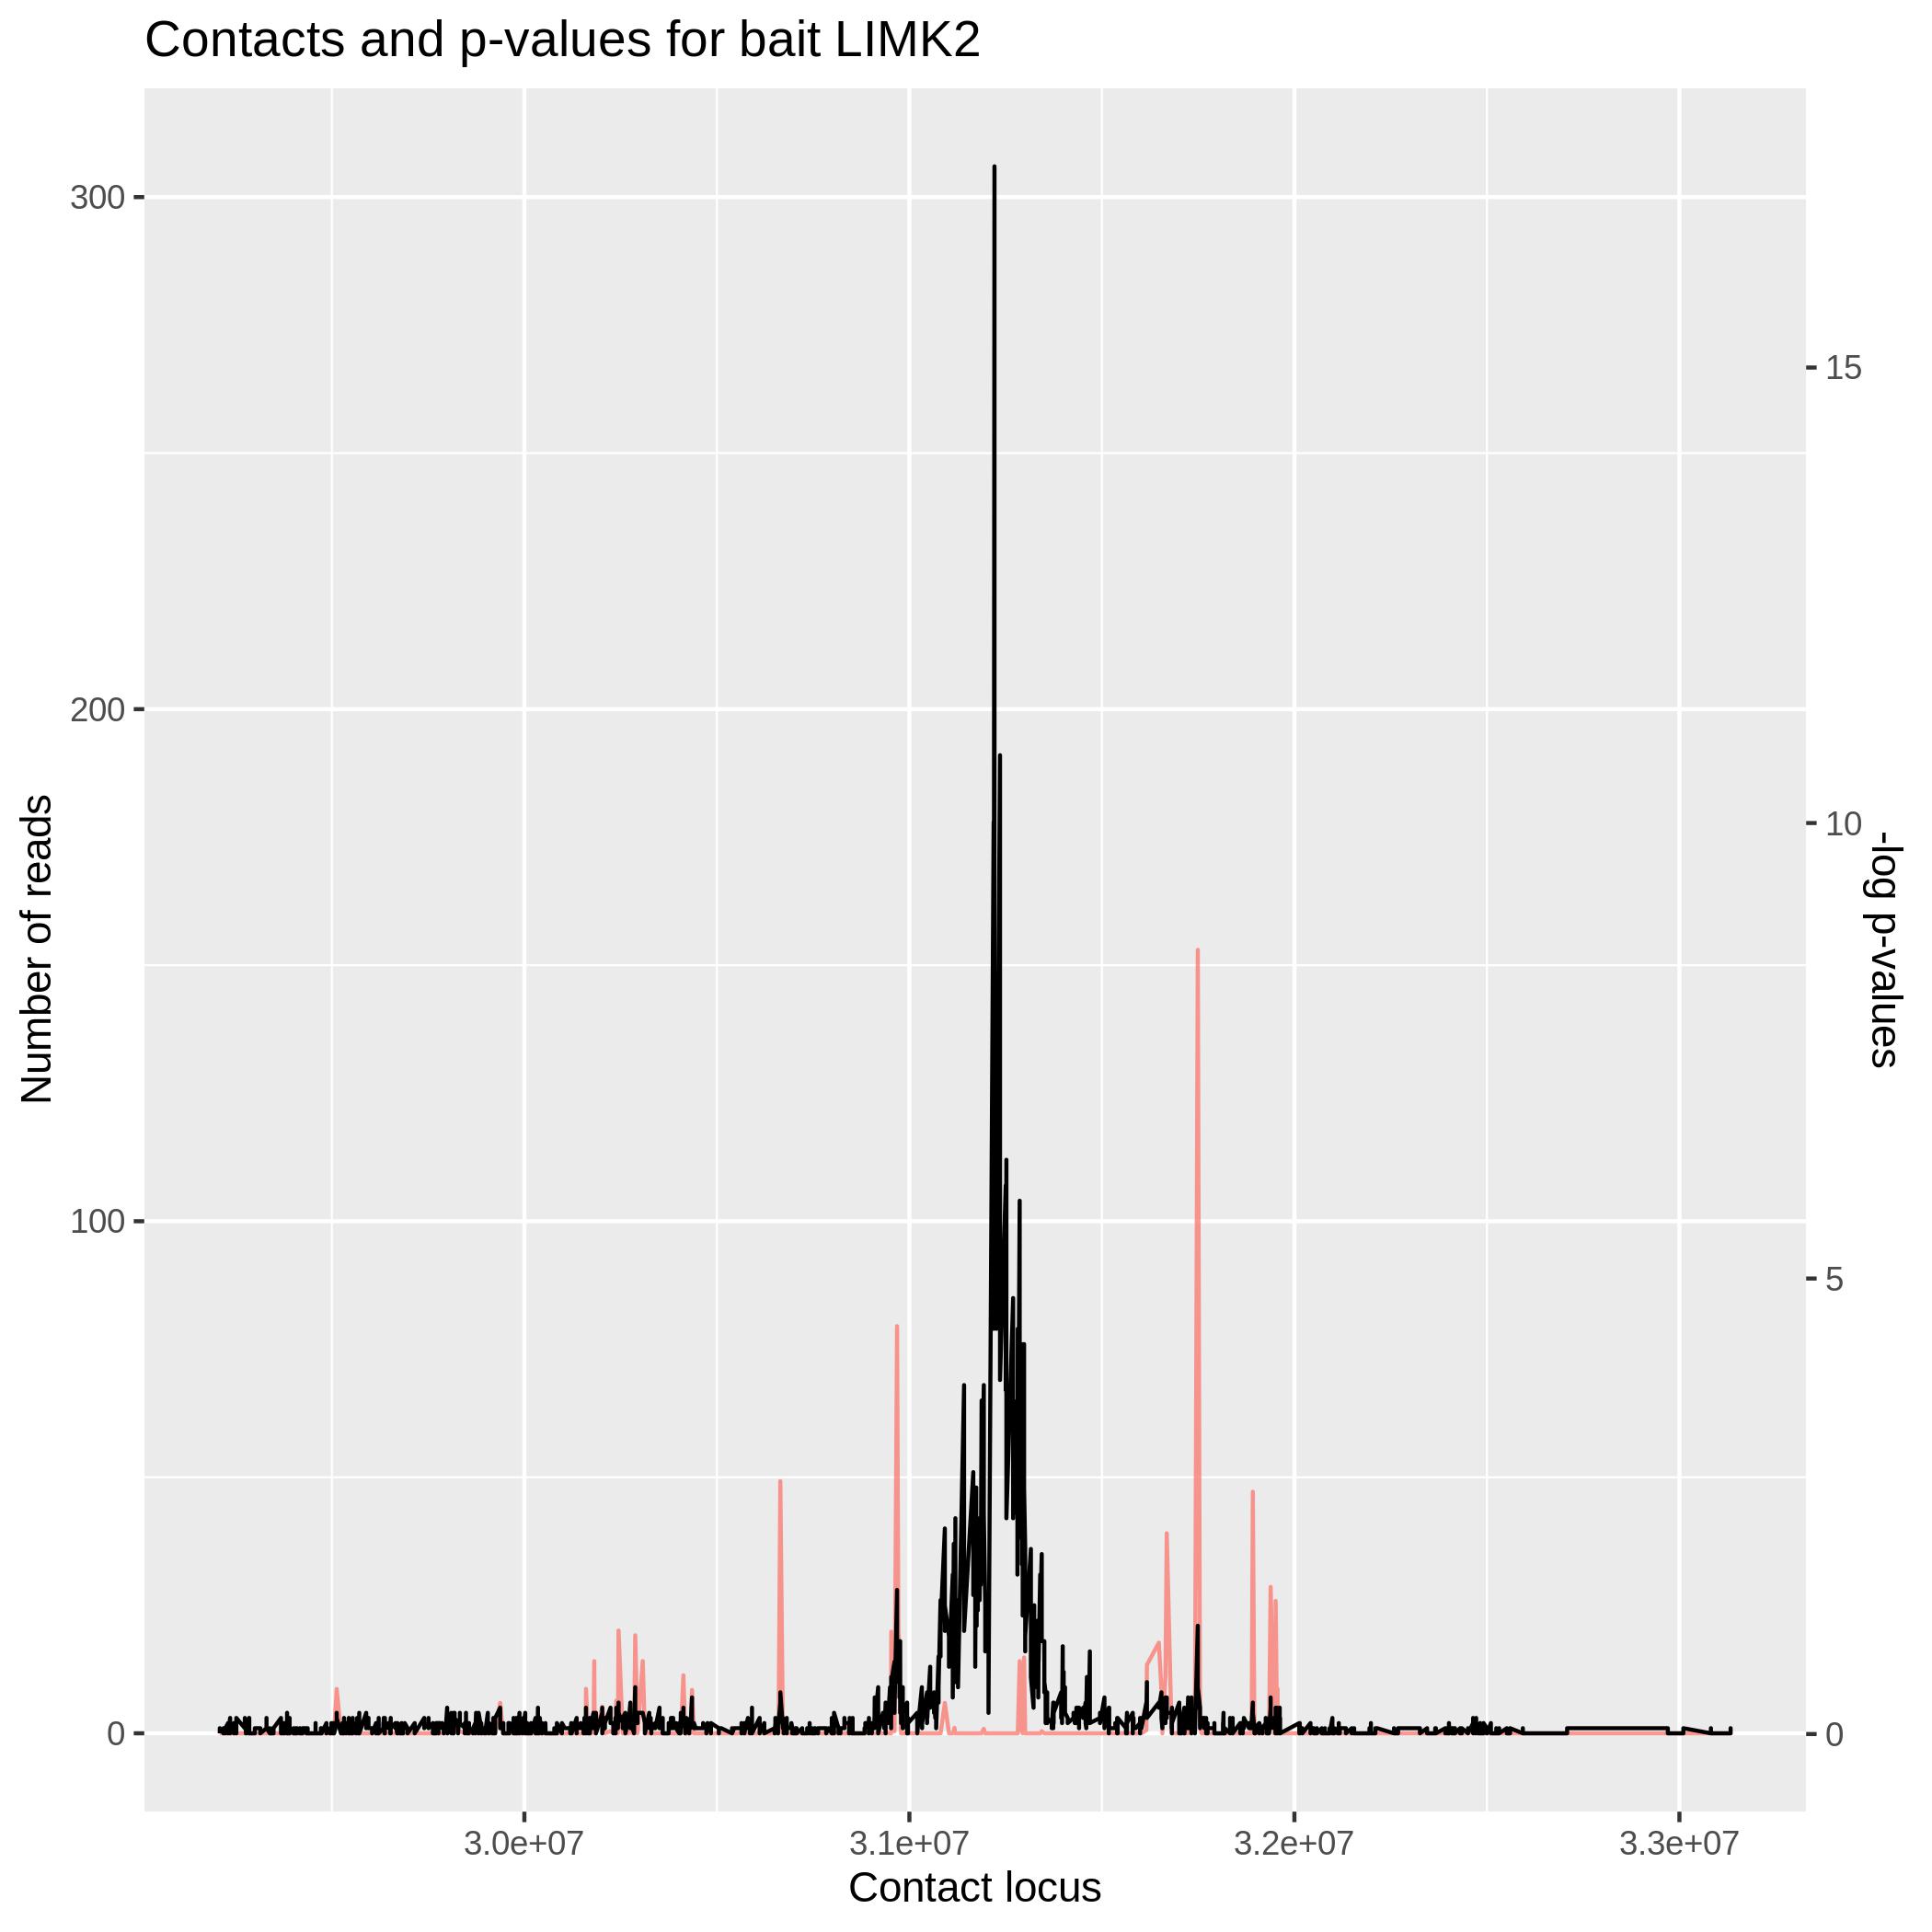 Contacts and p-values for bait LIMK2
300
200
100
0
Number of reads
15
10
5
0
-log p-values
3.0e+07
3.1e+07
3.2e+07
3.3e+07
Contact locus